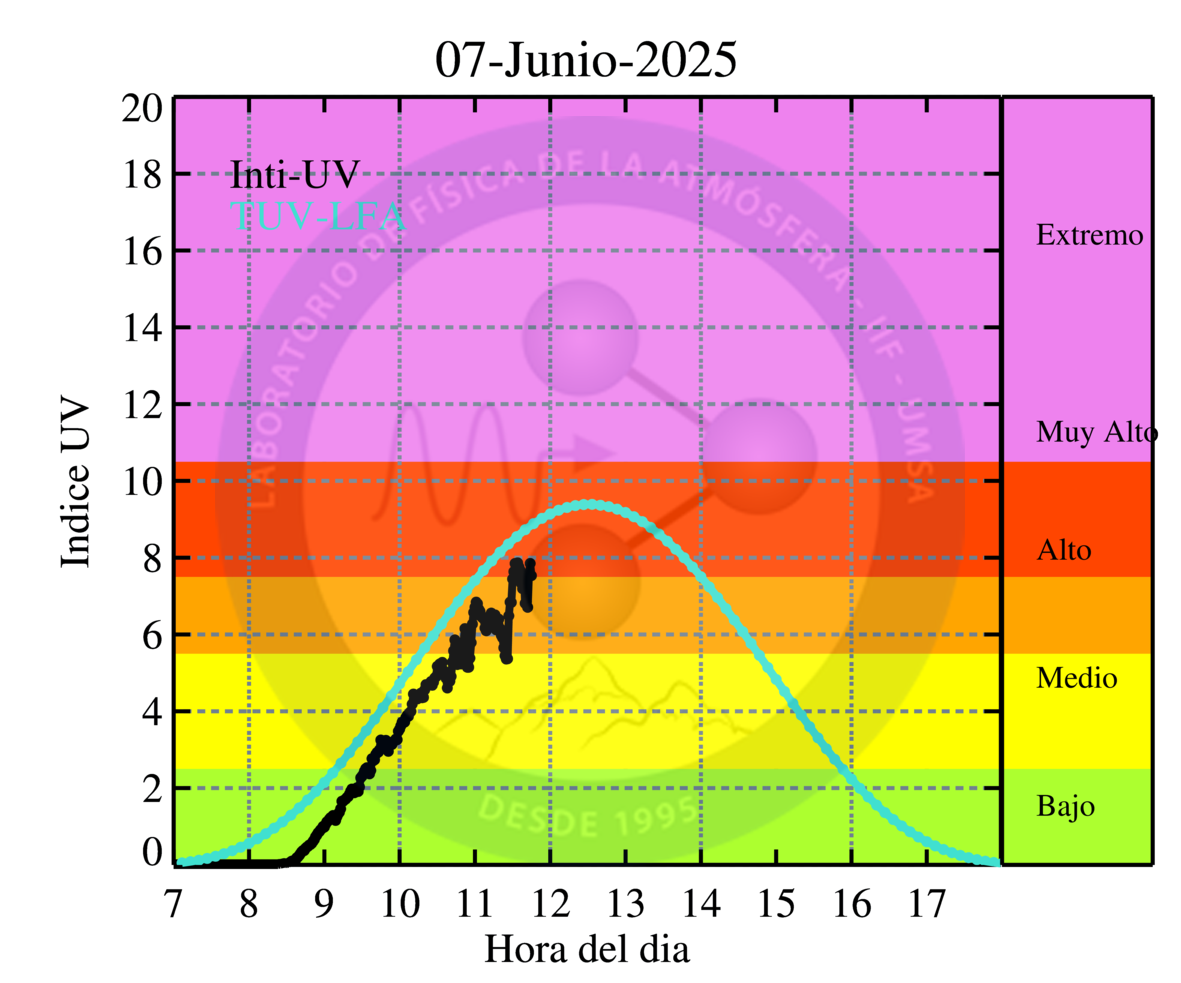 07-Junio-2025
20
18
16
14
12
10
8
6
4
2
0
Indice UV
Inti-UV
TUV-LFA
LABORATORIO DE FÍSICA DE LA ATMÓSFERA - IIF - UMSA
DESDE 1995
Extremo
Muy Alto
Alto
Medio
Bajo
7 8 9 10 11 12 13 14 15 16 17
Hora del dia